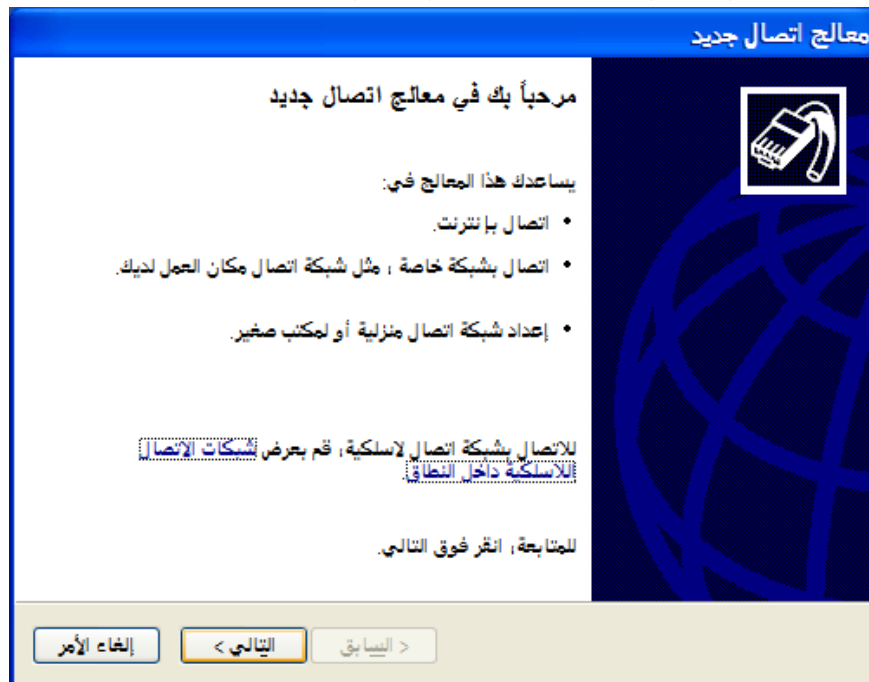 معالج اتصال جديد
مرحباً بك في معالج اتصال جديد
يساعدك هذا المعالج في:
• اتصال بإنترنت.
• اتصال بشبكة خاصة ، مثل شبكة اتصال مكان العمل لديك.
• إعداد شبكة اتصال منزلية أو لمكتب صغير.
للاتصال بشبكة اتصال لاسلكية، قم بعرض شبكات الاتصال
اللاسلكية داخل النطاق.
للمتابعة، انقر فوق التالي.
< السابق التالي > إلغاء الأمر